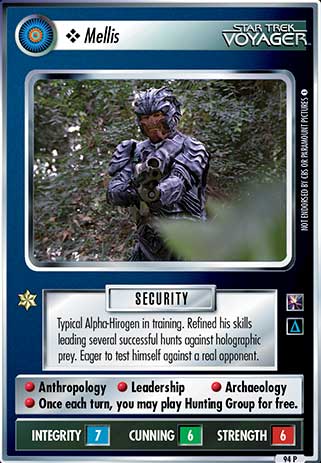 ❖ Mellis
STAR TREK
VOYAGER™
NOT ENDORSED BY CBS OR PARAMOUNT PICTURES
SECURITY
Typical Alpha-Hirogen in training. Refined his skills
leading several successful hunts against holographic
prey. Eager to test himself against a real opponent.
• Anthropology • Leadership • Archaeology
• Once each turn, you may play Hunting Group for free.
INTEGRITY 7 CUNNING 6 STRENGTH 6
94 P